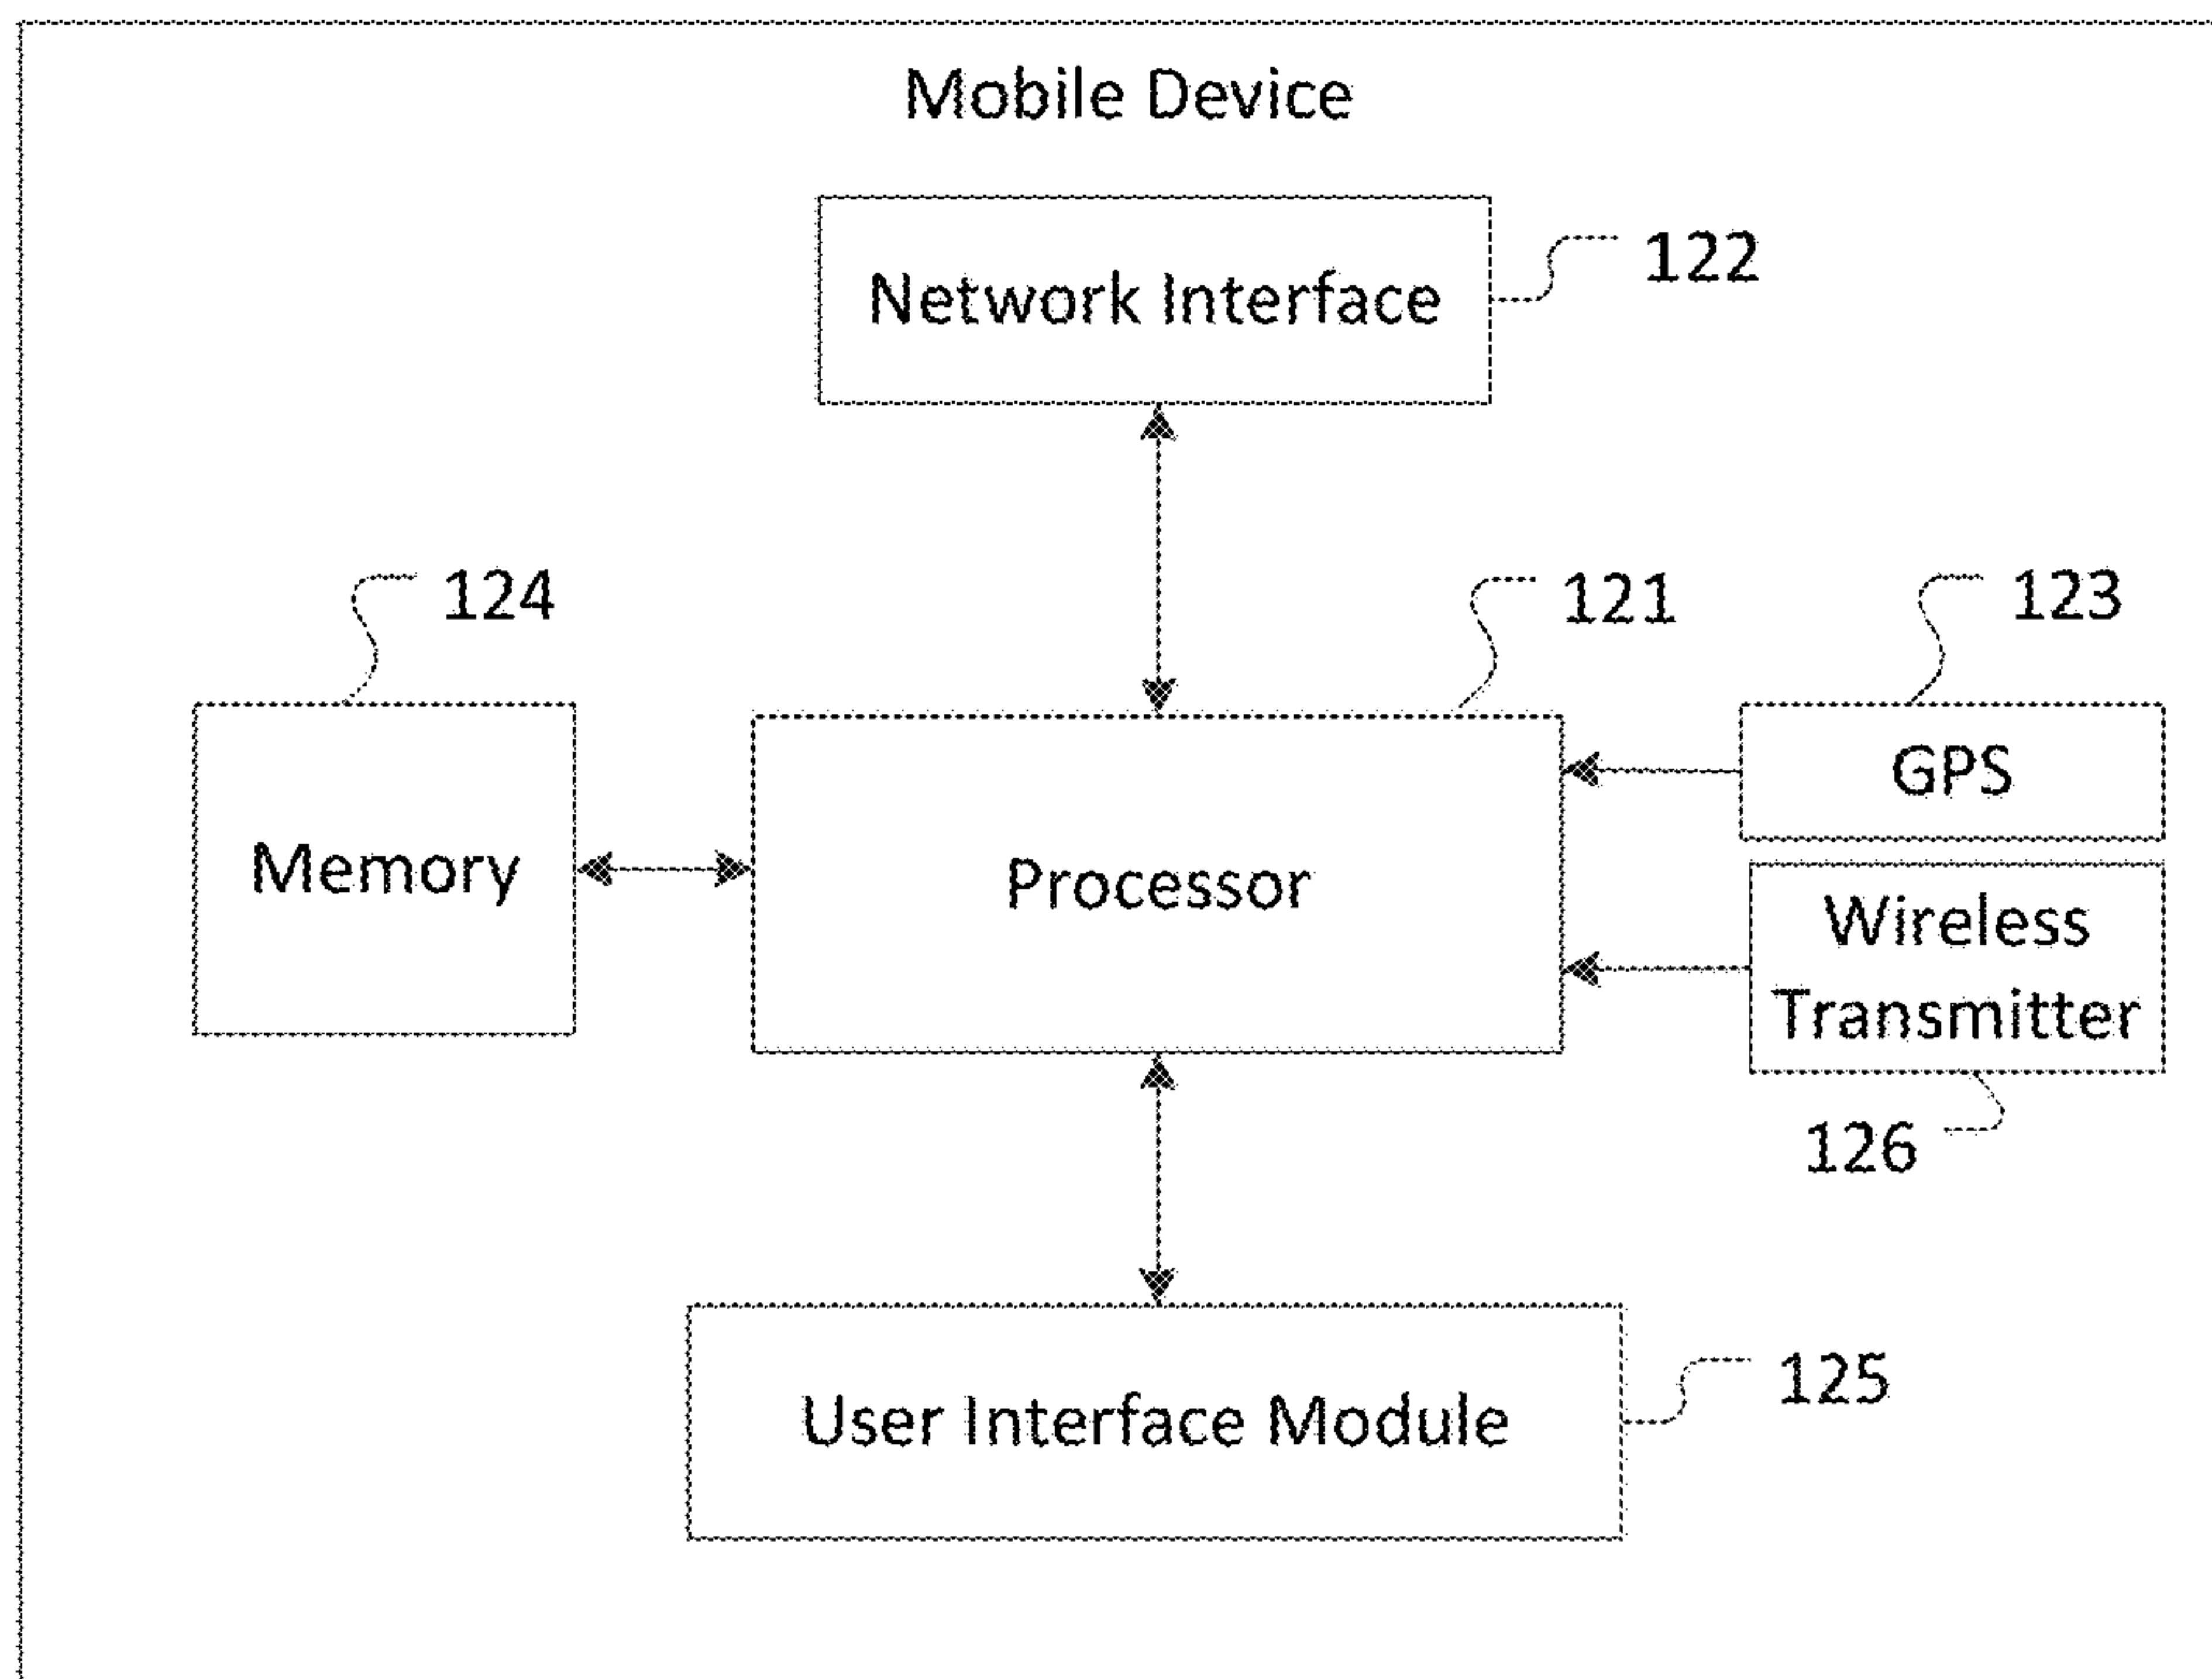 Mobile Device
Network Interface
122
124
121
123
Memory
Processor
GPS
Wireless
Transmitter
126
User Interface Module
125